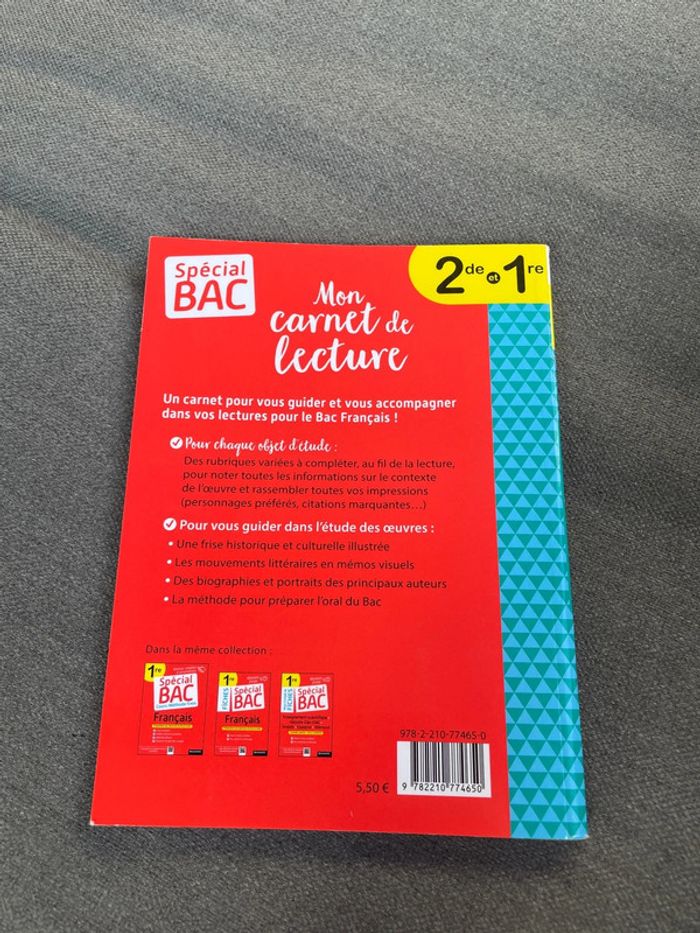 Spécial
BAC
2de et 1re
Mon
carnet de
lecture
Un carnet pour vous guider et vous accompagner
dans vos lectures pour le Bac Français !
Pour chaque objet d'étude :
Des rubriques variées à compléter, au fil de la lecture,
pour noter toutes les informations sur le contexte
de l'œuvre et rassembler toutes vos impressions
(personnages préférés, citations marquantes…)
Pour vous guider dans l'étude des œuvres :
• Une frise historique et culturelle illustrée
• Les mouvements littéraires en mémos visuels
• Des biographies et portraits des principaux auteurs
• La méthode pour préparer l'oral du Bac
Dans la même collection :
1re
Spécial
BAC
Français
1re
FICHES
Spécial
BAC
Français
1re
Spécial
BAC
978-2-210-77465-0
5,50 €
9 782210 774650